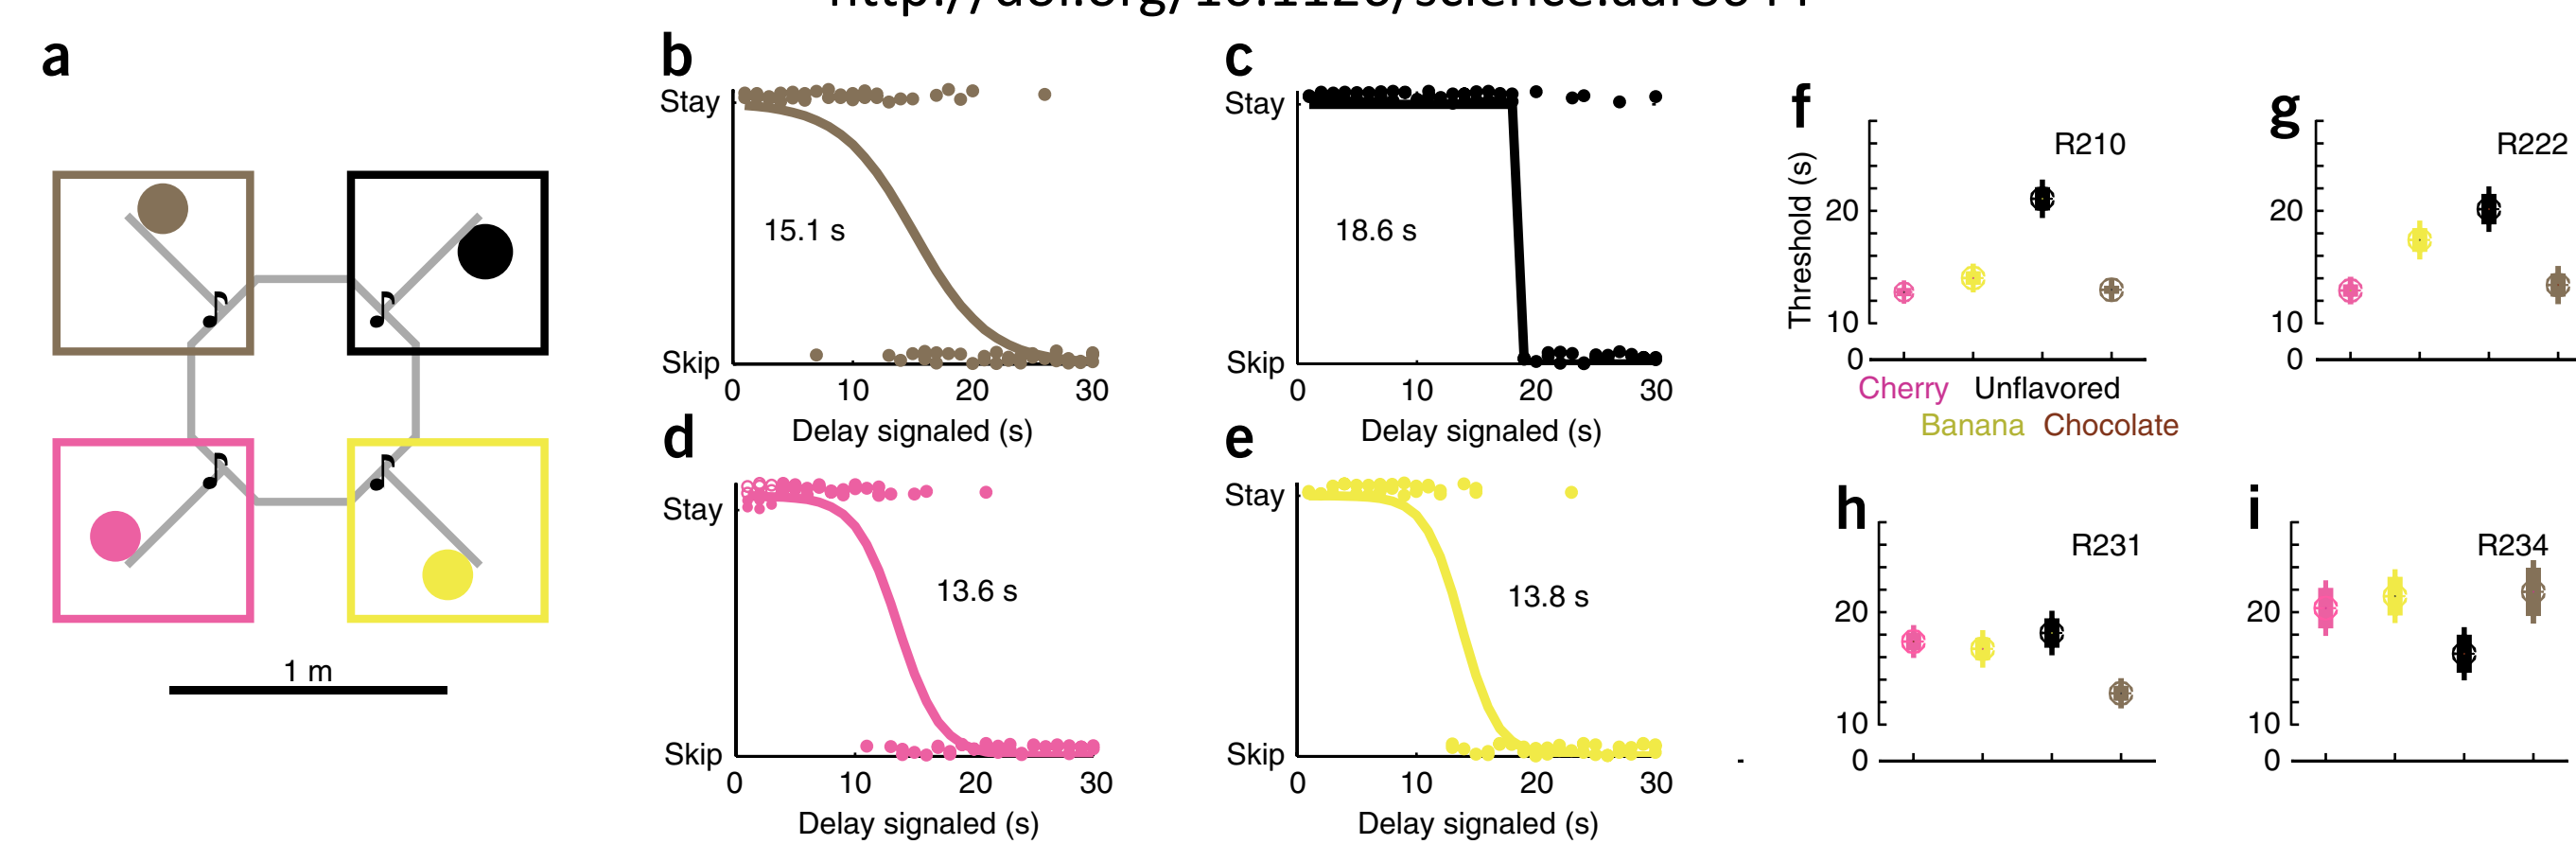 a
1 m
b
Stay
15.1 s
Skip
0 10 20 30
Delay signaled (s)
c
Stay
18.6 s
Skip
0 10 20 30
Delay signaled (s)
d
Stay
13.6 s
Skip
0 10 20 30
Delay signaled (s)
e
Stay
13.8 s
Skip
0 10 20 30
Delay signaled (s)
f
R210
Threshold (s)
20
10
0
Cherry Unflavored
Banana Chocolate
g
R222
20
10
0
h
R231
20
10
0
i
R234
20
10
0